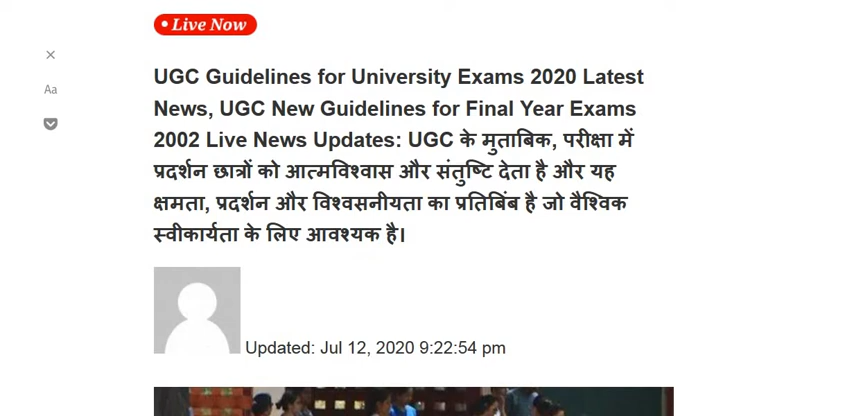 Live Now
Aa
UGC Guidelines for University Exams 2020 Latest
News, UGC New Guidelines for Final Year Exams
2002 Live News Updates: UGC के मुताबिक, परीक्षा में
प्रदर्शन छात्रों को आत्मविश्वास और संतुष्टि देता है और यह
क्षमता, प्रदर्शन और विश्वसनीयता का प्रतिबिंब है जो वैश्विक
स्वीकार्यता के लिए आवश्यक है।
Updated: Jul 12, 2020 9:22:54 pm